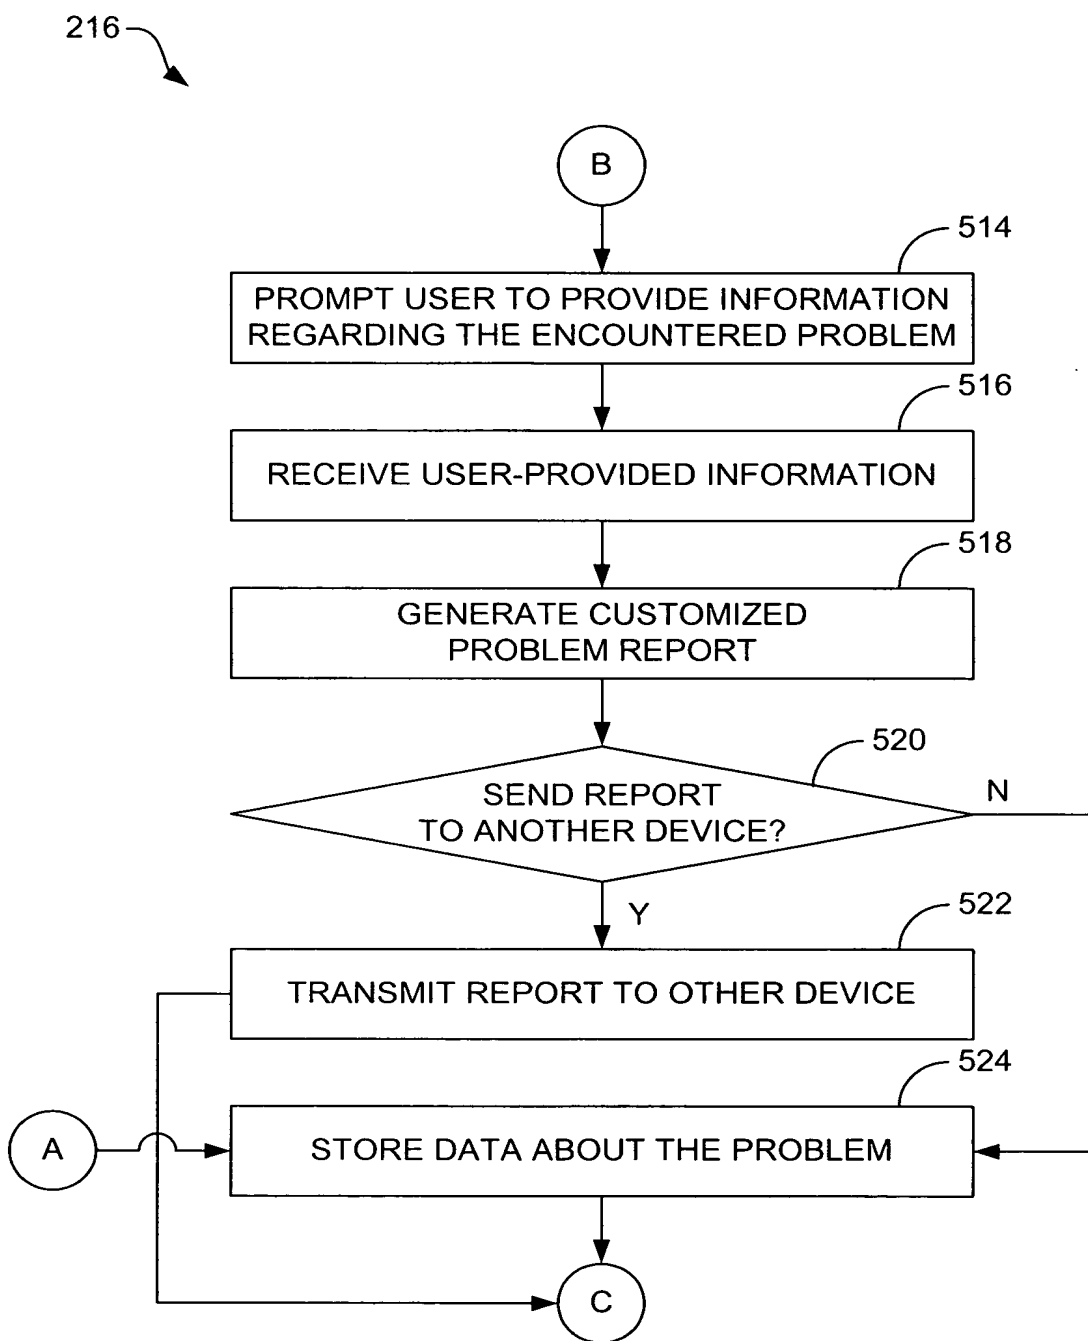 216
B
514
PROMPT USER TO PROVIDE INFORMATION
REGARDING THE ENCOUNTERED PROBLEM
516
RECEIVE USER-PROVIDED INFORMATION
518
GENERATE CUSTOMIZED
PROBLEM REPORT
520
SEND REPORT
TO ANOTHER DEVICE?
N
Y
522
TRANSMIT REPORT TO OTHER DEVICE
524
A
STORE DATA ABOUT THE PROBLEM
C